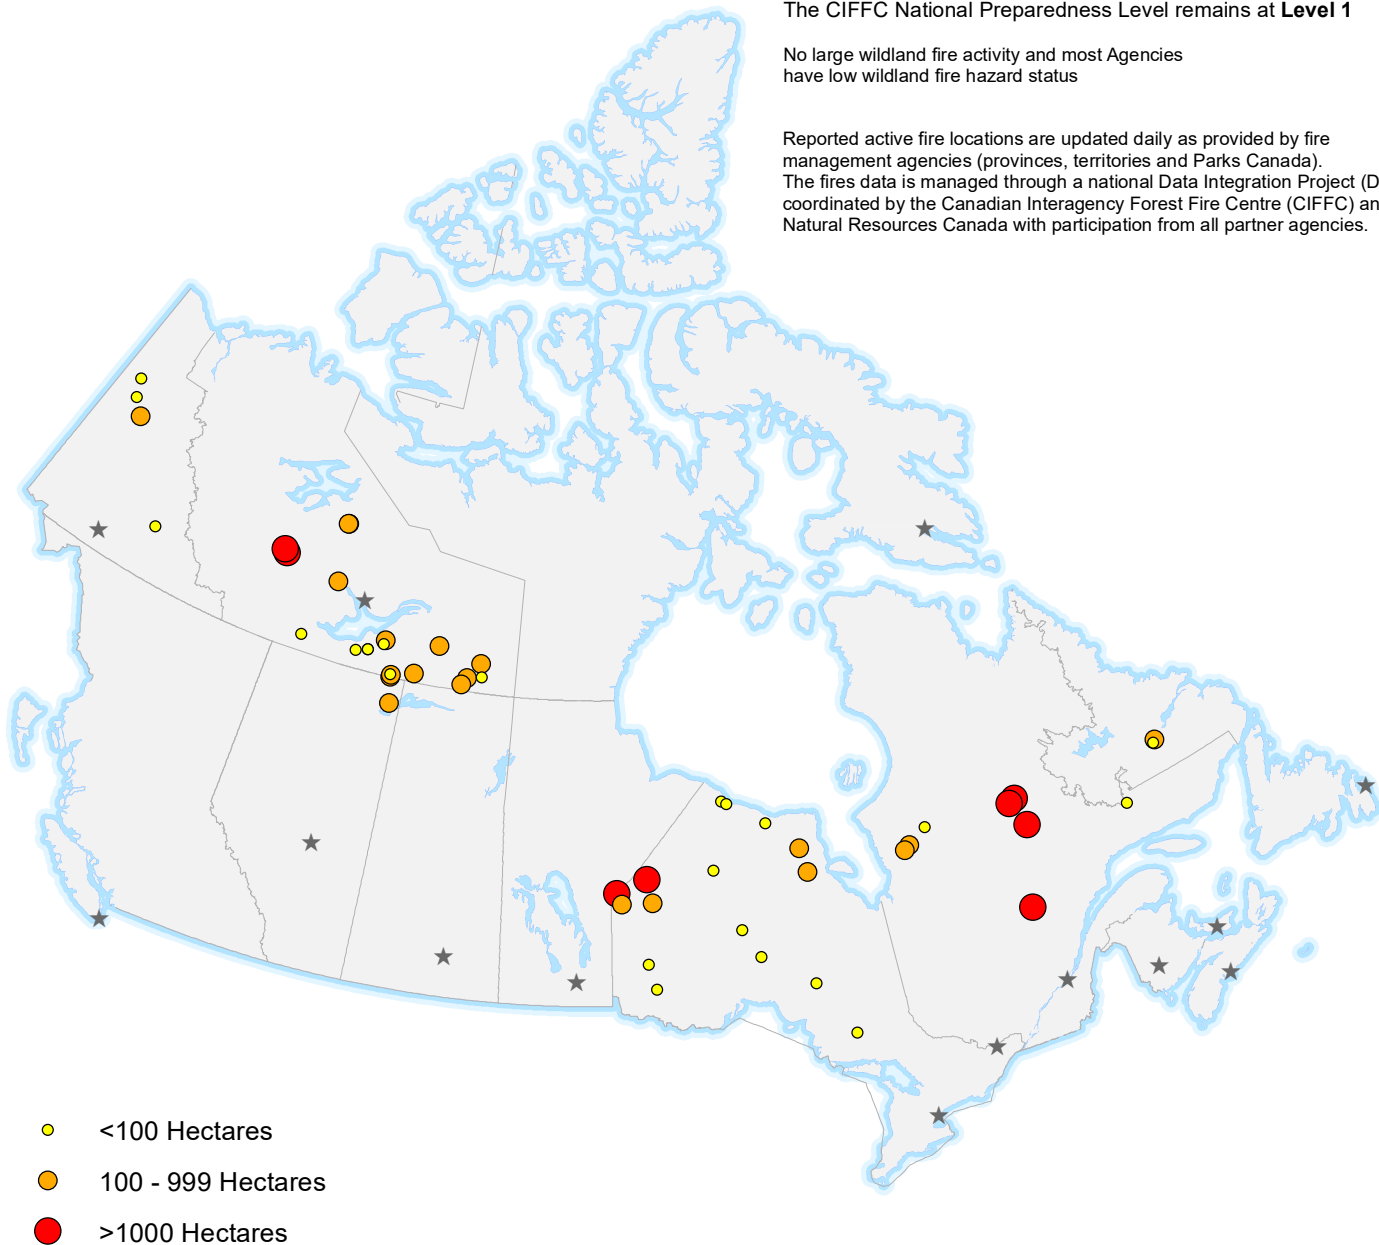 The CIFFC National Preparedness Level remains at Level 1
No large wildland fire activity and most Agencies
have low wildland fire hazard status
Reported active fire locations are updated daily as provided by fire
management agencies (provinces, territories and Parks Canada).
The fires data is managed through a national Data Integration Project (D
coordinated by the Canadian Interagency Forest Fire Centre (CIFFC) an
Natural Resources Canada with participation from all partner agencies.
<100 Hectares
100 - 999 Hectares
>1000 Hectares